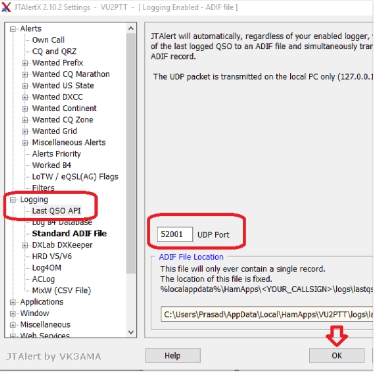 JTAlertX 2.10.2 Settings - VU2PTT - [ Logging Enabled - ADIF file ]
Alerts
Own Call
CQ and QRZ
Wanted Prefix
Wanted CQ Marathon
Wanted US State
Wanted DXCC
Wanted Continent
Wanted CQ Zone
Wanted Grid
Miscellaneous Alerts
Alerts Priority
Worked B4
LoTW / eQSL(AG) Flags
Filters
Logging
Last QSO API
Log B4 Database
Standard ADIF File
DXLab DXKeeper
HRD V5/V6
Log4OM
ACLog
MixW (CSV File)
Applications
Window
Miscellaneous
Web Services
JTAlert will automatically, regardless of your enabled logger,
of the last logged QSO to an ADIF file and simultaneously tran
ADIF record.
The UDP packet is transmitted on the local PC only (127.0.0.1
52001 UDP Port
ADIF File Location
This file will only ever contain a single record.
The location of this file is fixed.
%localappdata%\HamApps\<YOUR_CALLSIGN>\logs\lastqs
C:\Users\Prasad\AppData\Local\HamApps\VU2PTT\logs\la
JTAlert by VK3AMA
Help
OK